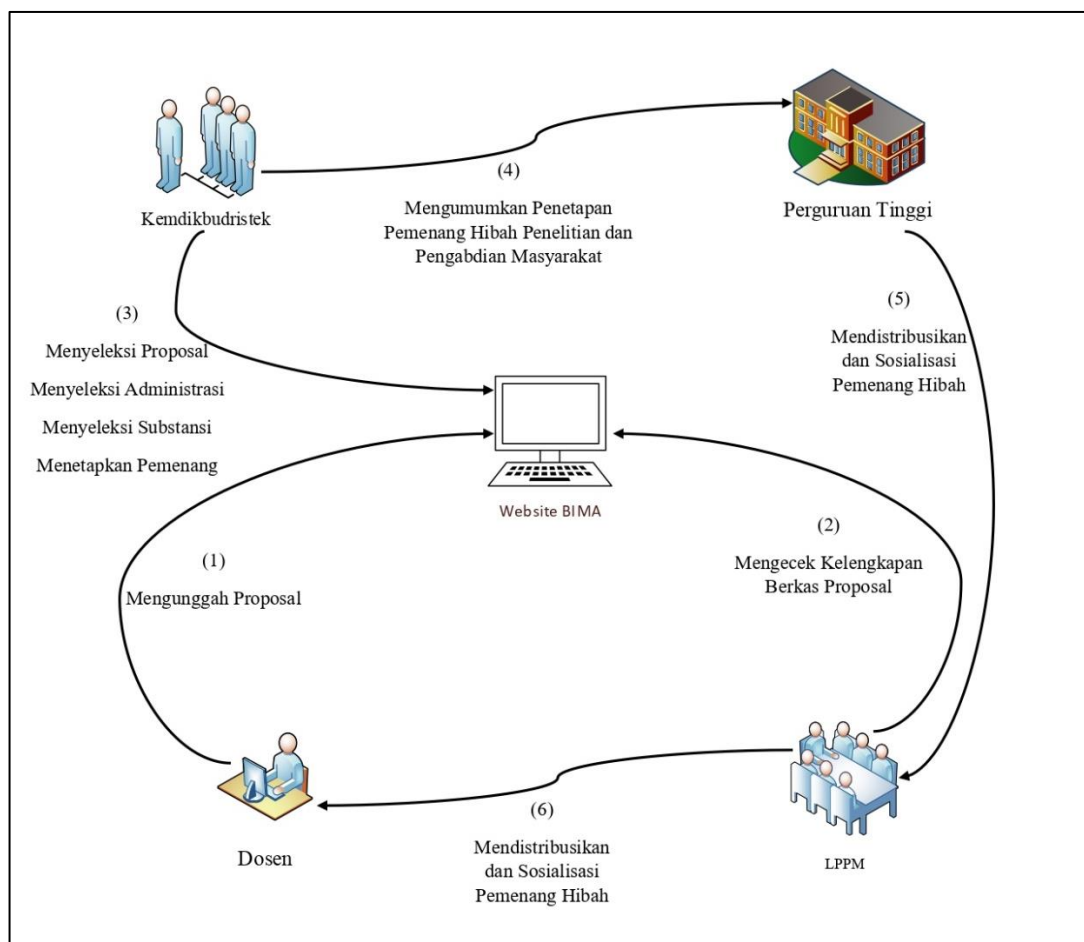 Kemdikbudristek
(4)
Mengumumkan Penetapan
Pemenang Hibah Penelitian dan
Pengabdian Masyarakat
Perguruan Tinggi
(3)
Menyeleksi Proposal
Menyeleksi Administrasi
Menyeleksi Substansi
Menetapkan Pemenang
(5)
Mendistribusikan
dan Sosialisasi
Pemenang Hibah
Website BIMA
(1)
Mengunggah Proposal
(2)
Mengecek Kelengkapan
Berkas Proposal
Dosen
(6)
Mendistribusikan
dan Sosialisasi
Pemenang Hibah
LPPM